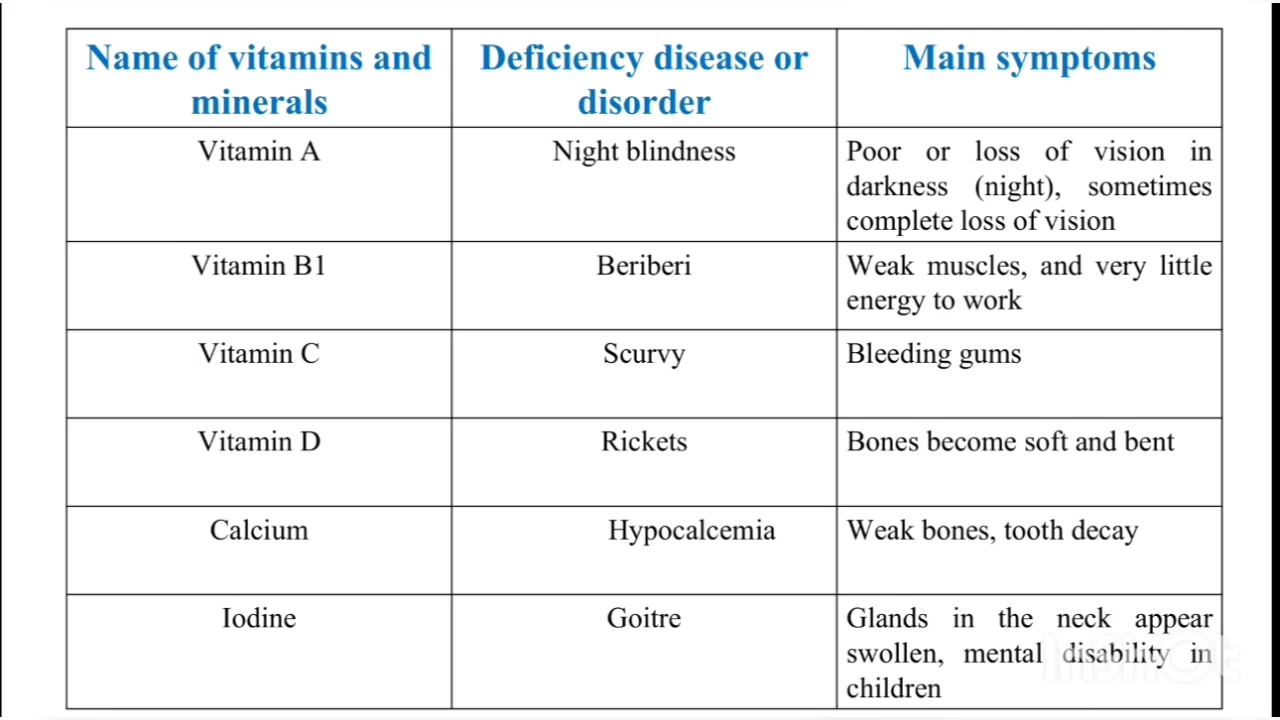 Name of vitamins and
minerals
Deficiency disease or
disorder
Main symptoms
Vitamin A
Night blindness
Poor or loss of vision in
darkness (night), sometimes
complete loss of vision
Vitamin B1
Beriberi
Weak muscles, and very little
energy to work
Vitamin C
Scurvy
Bleeding gums
Vitamin D
Rickets
Bones become soft and bent
Calcium
Hypocalcemia
Weak bones, tooth decay
Iodine
Goitre
Glands in the neck appear
swollen, mental disability in
children
InShot